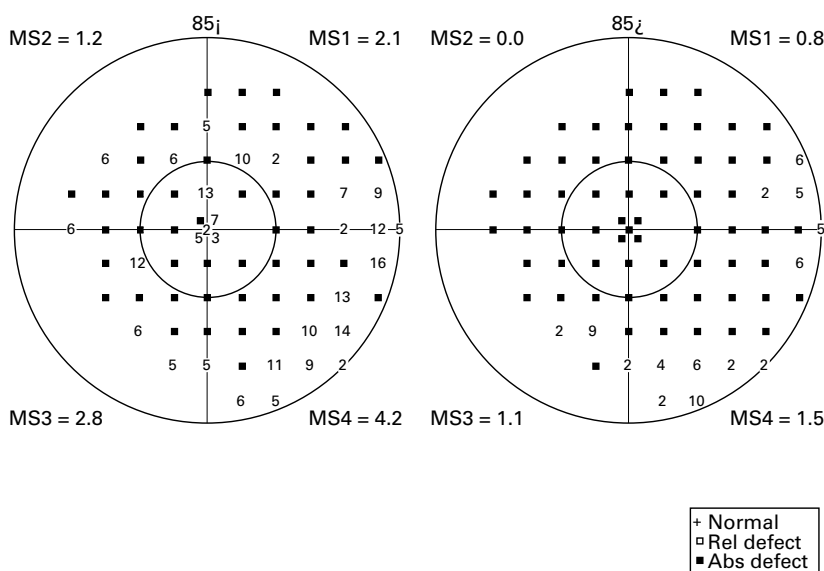 85¡
MS2 = 1.2 MS1 = 2.1
5
6 6 10 2
13 7 9
7
6 2 2 12 5
5 3
12 16
13
6 10 14
5 5 11 9 2
6 5
MS3 = 2.8 MS4 = 4.2
85¿
MS2 = 0.0 MS1 = 0.8
6
2 5
5
6
2 9
2 4 6 2 2
2 10
MS3 = 1.1 MS4 = 1.5
+ Normal
Rel defect
Abs defect